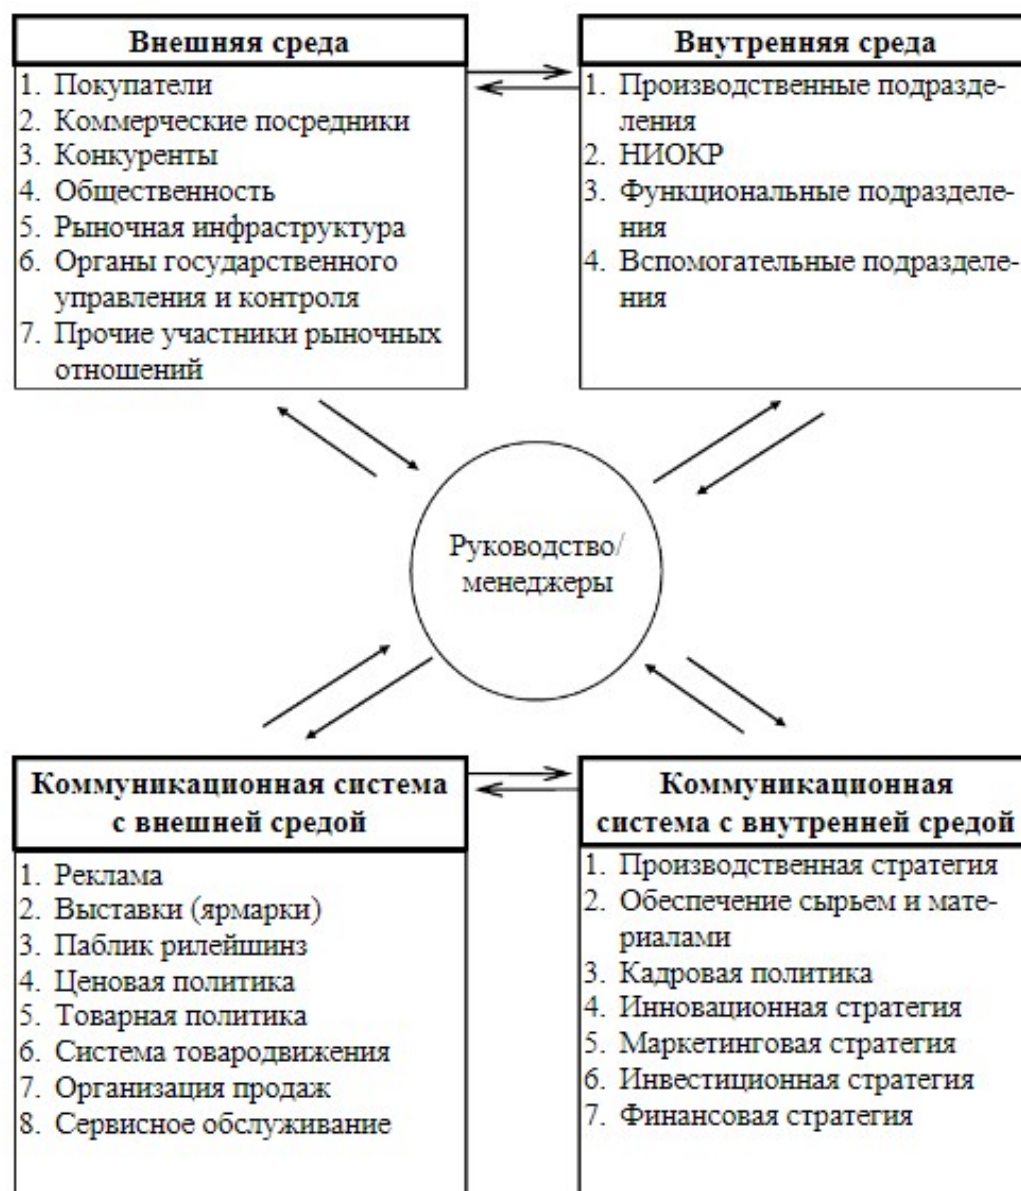 Внешняя среда
1. Покупатели
2. Коммерческие посредники
3. Конкуренты
4. Общественность
5. Рыночная инфраструктура
6. Органы государственного
управления и контроля
7. Прочие участники рыночных
отношений
Внутренняя среда
1. Производственные подразде-
ления
2. НИОКР
3. Функциональные подразделе-
ния
4. Вспомогательные подразделе-
ния
Руководство/
менеджеры
Коммуникационная система
с внешней средой
1. Реклама
2. Выставки (ярмарки)
3. Паблик рилейшинз
4. Ценовая политика
5. Товарная политика
6. Система товародвижения
7. Организация продаж
8. Сервисное обслуживание
Коммуникационная
система с внутренней средой
1. Производственная стратегия
2. Обеспечение сырьем и мате-
риалами
3. Кадровая политика
4. Инновационная стратегия
5. Маркетинговая стратегия
6. Инвестиционная стратегия
7. Финансовая стратегия